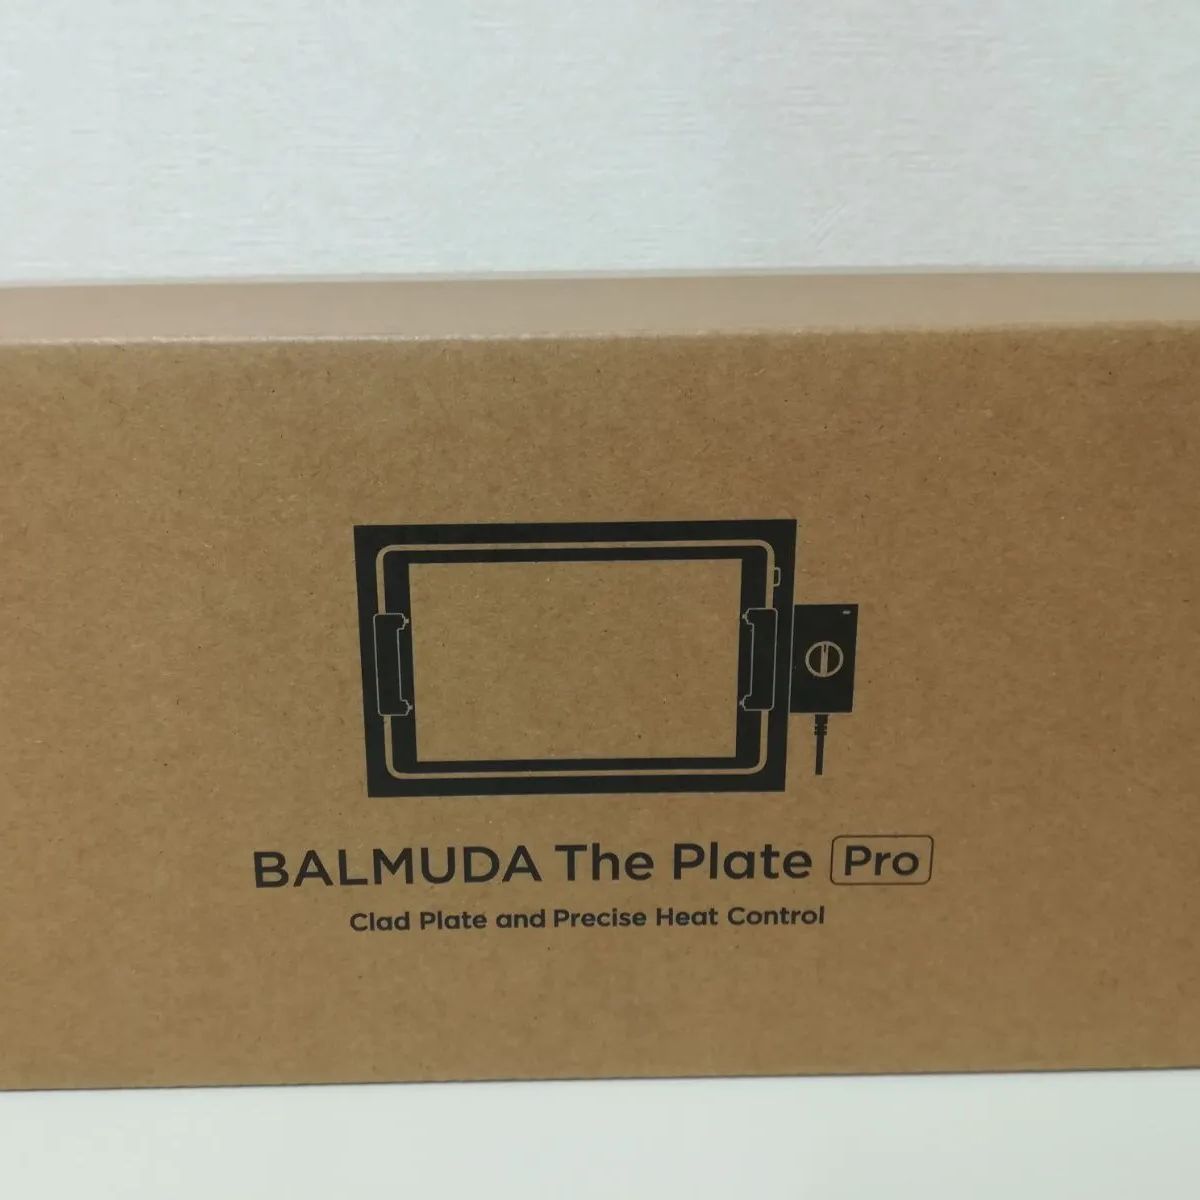 BALMUDA The Plate Pro
Clad Plate and Precise Heat Control